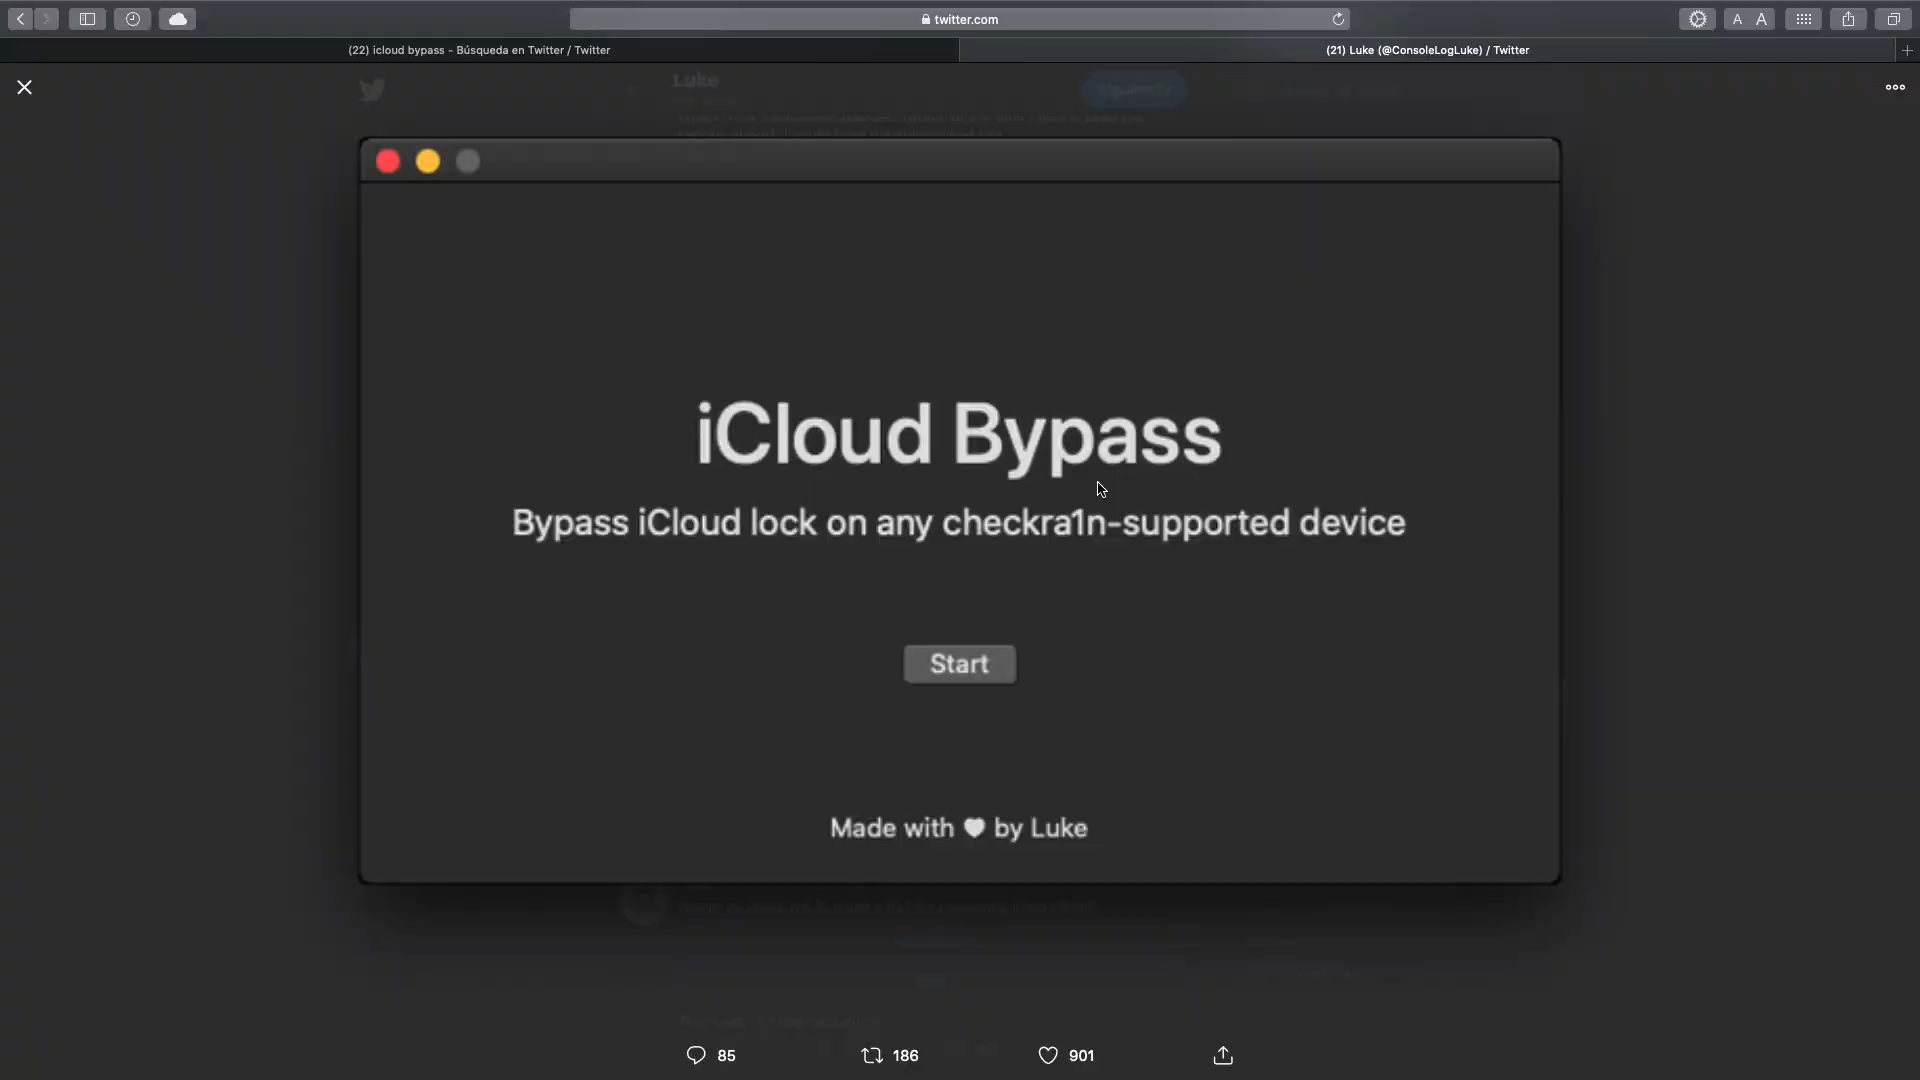 twitter.com
A A
(22) icloud bypass - Búsqueda en Twitter / Twitter
(21) Luke (@ConsoleLogLuke) / Twitter
Luke
iCloud Bypass
Bypass iCloud lock on any checkra1n-supported device
Start
Made with ♥ by Luke
85 186 901